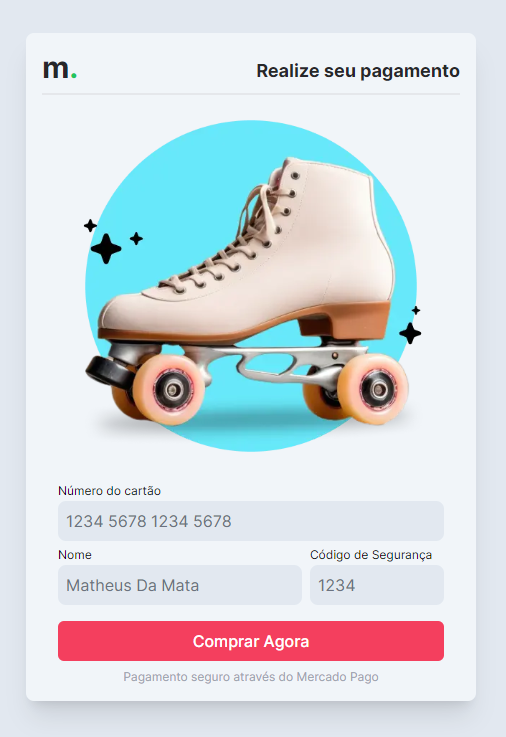 m.
Realize seu pagamento
Número do cartão
1234 5678 1234 5678
Nome
Código de Segurança
Matheus Da Mata
1234
Comprar Agora
Pagamento seguro através do Mercado Pago